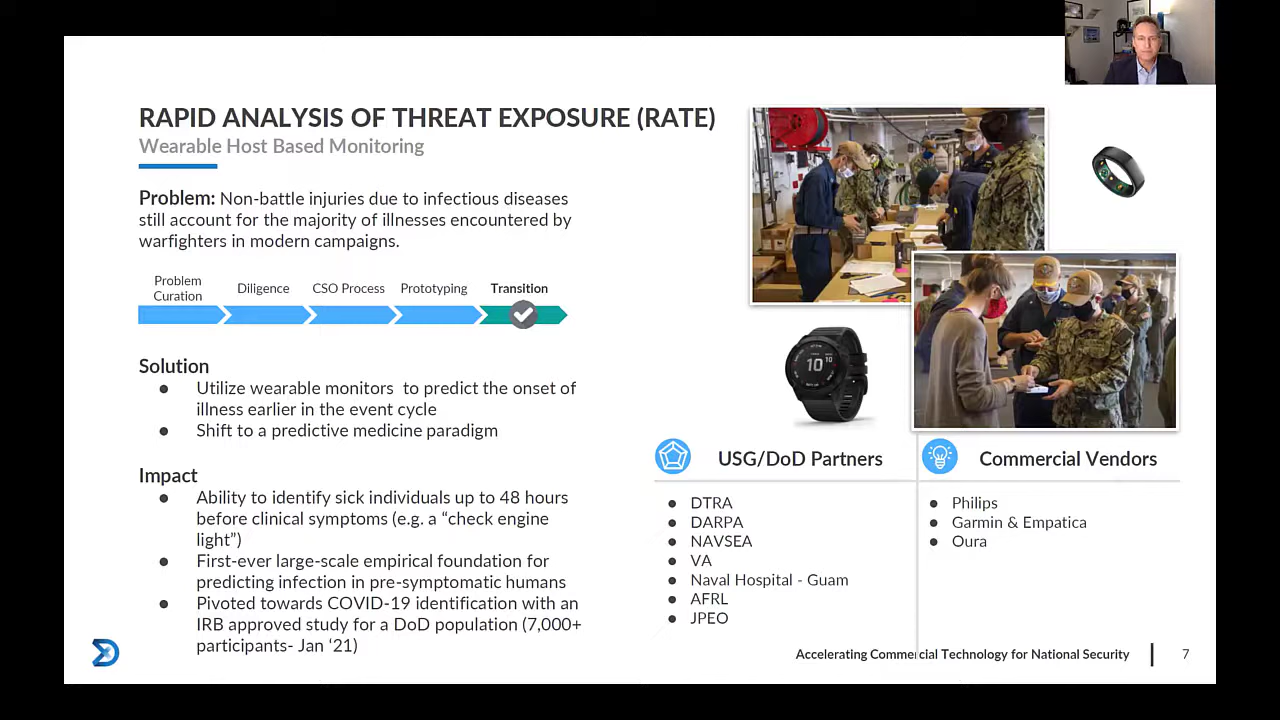 RAPID ANALYSIS OF THREAT EXPOSURE (RATE)
Wearable Host Based Monitoring
Problem: Non-battle injuries due to infectious diseases
still account for the majority of illnesses encountered by
warfighters in modern campaigns.
Problem
Curation
Diligence
CSO Process
Prototyping
Transition
Solution
● Utilize wearable monitors to predict the onset of
illness earlier in the event cycle
● Shift to a predictive medicine paradigm
Impact
● Ability to identify sick individuals up to 48 hours
before clinical symptoms (e.g. a “check engine
light”)
● First-ever large-scale empirical foundation for
predicting infection in pre-symptomatic humans
● Pivoted towards COVID-19 identification with an
IRB approved study for a DoD population (7,000+
participants- Jan ‘21)
10
USG/DoD Partners
● DTRA
● DARPA
● NAVSEA
● VA
● Naval Hospital - Guam
● AFRL
● JPEO
Commercial Vendors
● Philips
● Garmin & Empatica
● Oura
Accelerating Commercial Technology for National Security
7